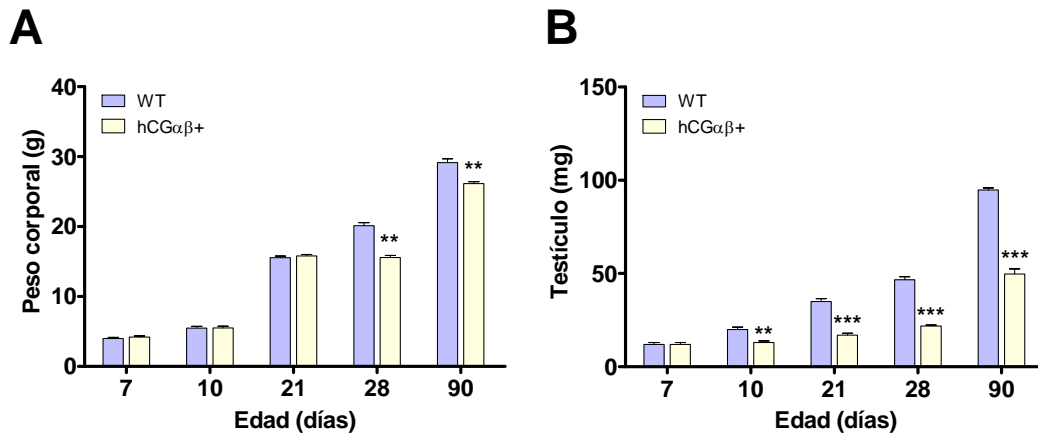 A
Peso corporal (g)
40
30
20
10
0
WT
hCGαβ+
**
**
7 10 21 28 90
Edad (días)
B
Testículo (mg)
150
100
50
0
WT
hCGαβ+
**
***
***
***
7 10 21 28 90
Edad (días)